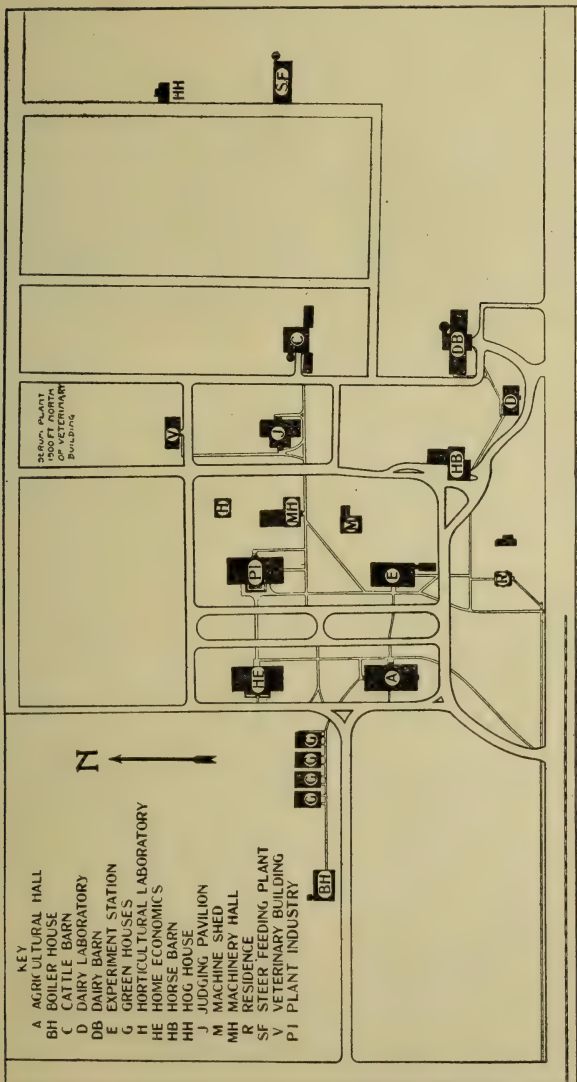 KEY
A AGRICULTURAL HALL
BH BOILER HOUSE
C CATTLE BARN
D DAIRY LABORATORY
DB DAIRY BARN
E EXPERIMENT STATION
G GREEN HOUSES
H HORTICULTURAL LABORATORY
HE HOME ECONOMICS
HB HORSE BARN
HH HOG HOUSE
J JUDGING PAVILION
M MACHINE SHED
MH MACHINERY HALL
R RESIDENCE
SF STEER FEEDING PLANT
V VETERINARY BUILDING
PI PLANT INDUSTRY
N
SERUM PLANT
1500 FT NORTH
OF VETERINARY
BUILDING
BH
G G G G
HE
A
PI
H
MH
M
E
R
V
J
HB
D
C
DB
HH
SF